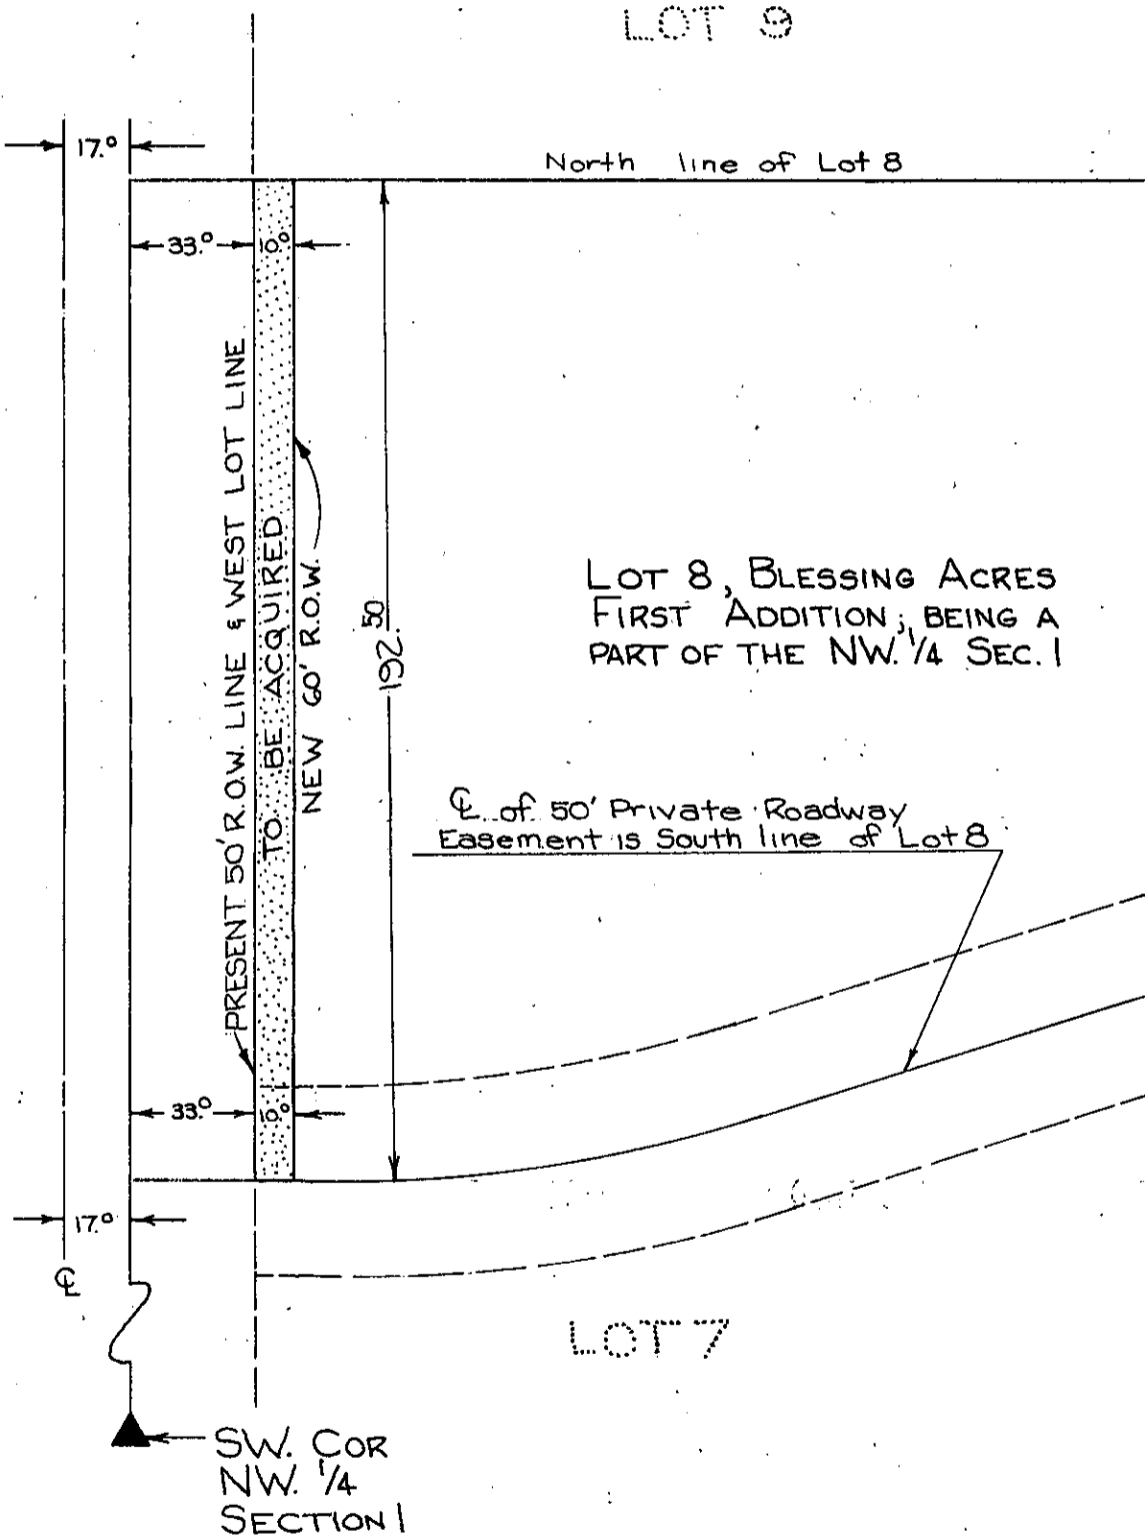 LOT 9
17.0
North line of Lot 8
33.0
10.0
PRESENT 50' R.O.W. LINE & WEST LOT LINE
TO BE ACQUIRED
NEW 60' R.O.W.
192.50
LOT 8, BLESSING ACRES
FIRST ADDITION; BEING A
PART OF THE NW. 1/4 SEC. 1
℄ of 50' Private Roadway
Easement is South line of Lot 8
33.0
10.0
17.0
℄
LOT 7
SW. COR
NW. 1/4
SECTION 1